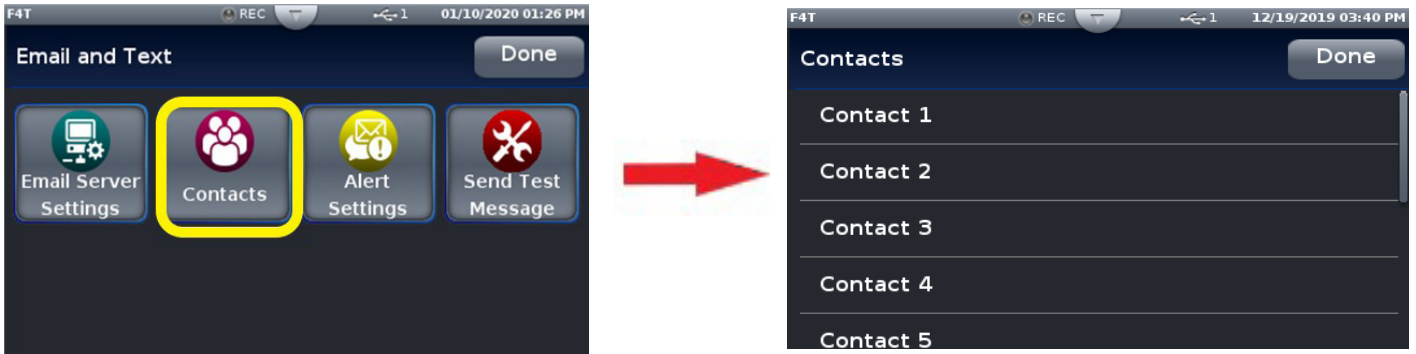 F4T REC 1 01/10/2020 01:26 PM
Email and Text Done
Email Server Settings
Contacts
Alert Settings
Send Test Message
F4T REC 1 12/19/2019 03:40 PM
Contacts Done
Contact 1
Contact 2
Contact 3
Contact 4
Contact 5